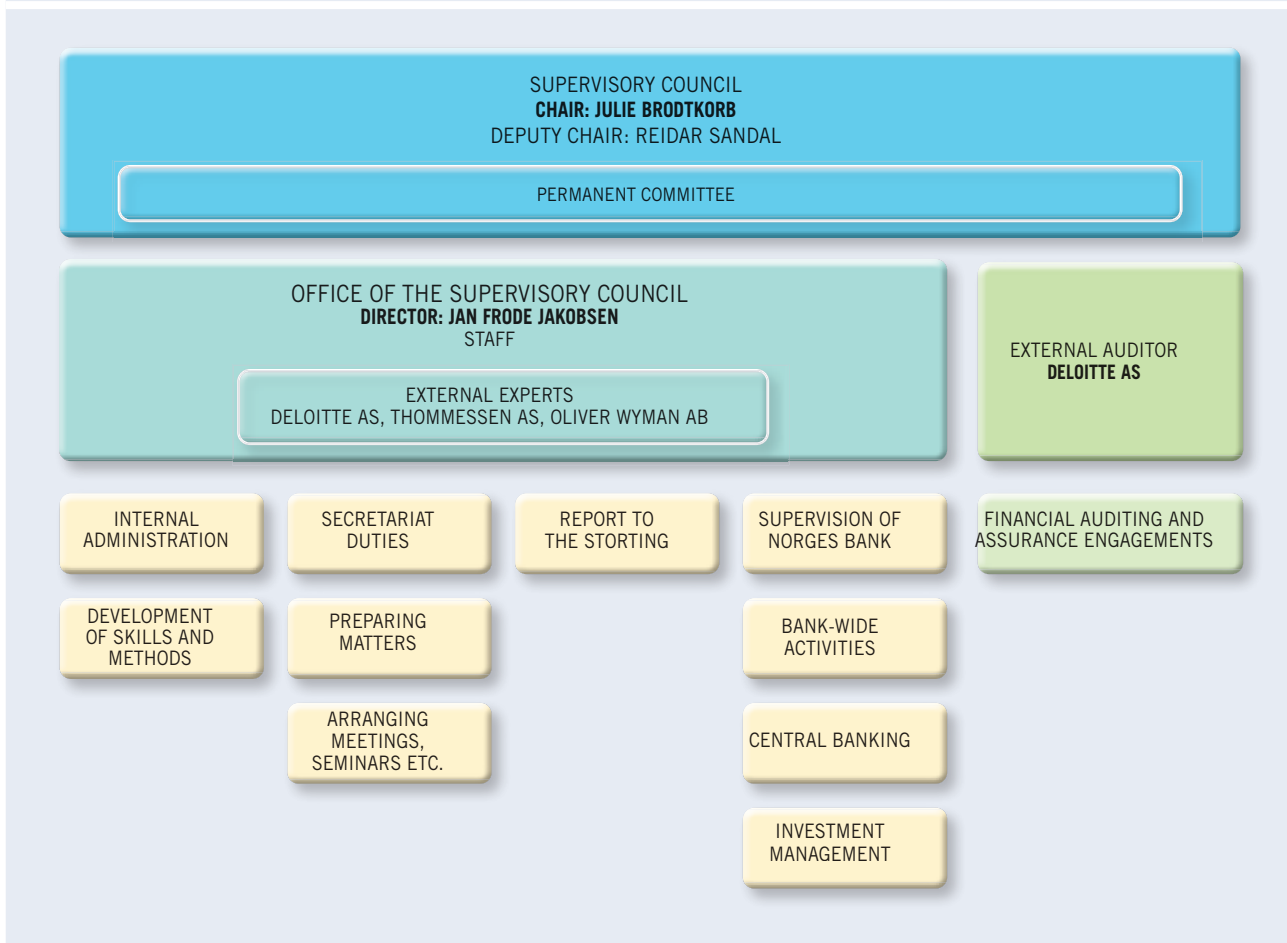 SUPERVISORY COUNCIL
CHAIR: JULIE BRODTKORB
DEPUTY CHAIR: REIDAR SANDAL
PERMANENT COMMITTEE
OFFICE OF THE SUPERVISORY COUNCIL
DIRECTOR: JAN FRODE JAKOBSEN
STAFF
EXTERNAL EXPERTS
DELOITTE AS, THOMMESSEN AS, OLIVER WYMAN AB
EXTERNAL AUDITOR
DELOITTE AS
INTERNAL
ADMINISTRATION
SECRETARIAT
DUTIES
REPORT TO
THE STORTING
SUPERVISION OF
NORGES BANK
FINANCIAL AUDITING AND
ASSURANCE ENGAGEMENTS
DEVELOPMENT
OF SKILLS AND
METHODS
PREPARING
MATTERS
BANK-WIDE
ACTIVITIES
ARRANGING
MEETINGS,
SEMINARS ETC.
CENTRAL BANKING
INVESTMENT
MANAGEMENT